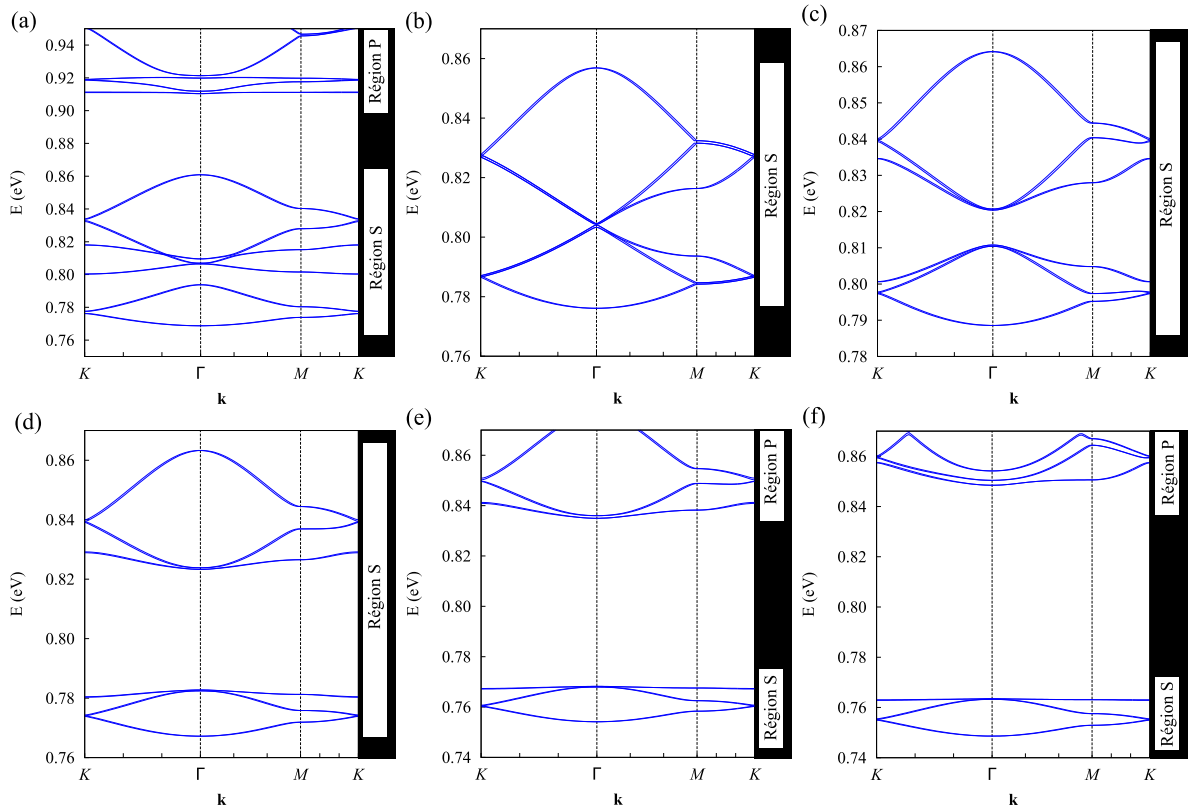 (a)
0.94
0.92
0.90
0.88
0.86
0.84
0.82
0.80
0.78
0.76
E (eV)
K
Γ
M
K
k
Région P
Région S
(b)
0.86
0.84
0.82
0.80
0.78
0.76
E (eV)
K
Γ
M
K
k
Région S
(c)
0.87
0.86
0.85
0.84
0.83
0.82
0.81
0.80
0.79
0.78
E (eV)
K
Γ
M
K
k
Région S
(d)
0.86
0.84
0.82
0.80
0.78
0.76
E (eV)
K
Γ
M
K
k
Région S
(e)
0.86
0.84
0.82
0.80
0.78
0.76
0.74
E (eV)
K
Γ
M
K
k
Région P
Région S
(f)
0.86
0.84
0.82
0.80
0.78
0.76
0.74
E (eV)
K
Γ
M
K
k
Région P
Région S